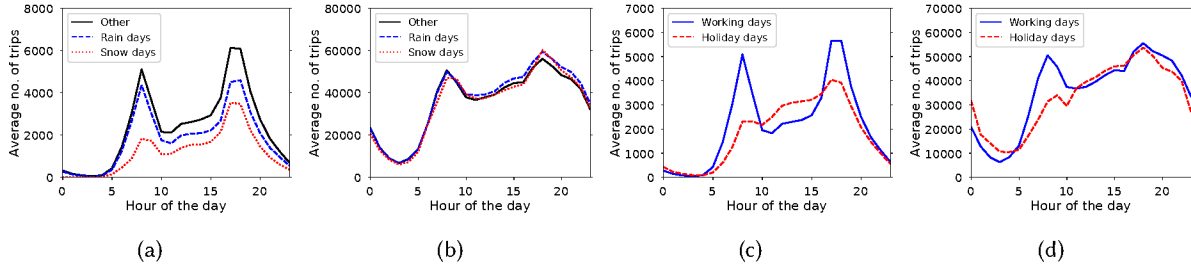 Average no. of trips
8000
6000
4000
2000
0
0 5 10 15 20
Hour of the day
Other
Rain days
Snow days
(a)
Average no. of trips
80000
60000
40000
20000
0
0 5 10 15 20
Hour of the day
Other
Rain days
Snow days
(b)
Average no. of trips
7000
6000
5000
4000
3000
2000
1000
0
0 5 10 15 20
Hour of the day
Working days
Holiday days
(c)
Average no. of trips
70000
60000
50000
40000
30000
20000
10000
0
0 5 10 15 20
Hour of the day
Working days
Holiday days
(d)